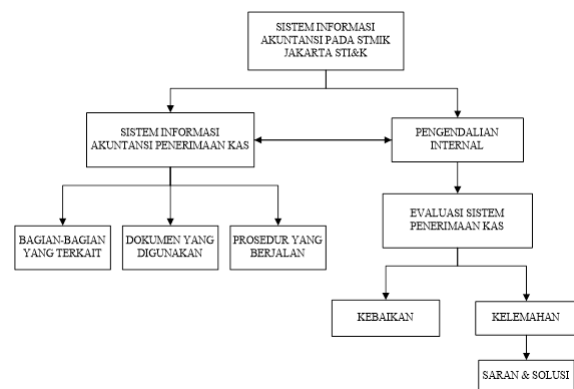 SISTEM INFORMASI
AKUNTANSI PADA STMIK
JAKARTA STI&K
SISTEM INFORMASI
AKUNTANSI PENERIMAAN KAS
PENGENDALIAN
INTERNAL
BAGIAN-BAGIAN
YANG TERKAIT
DOKUMEN YANG
DIGUNAKAN
PROSEDUR YANG
BERJALAN
EVALUASI SISTEM
PENERIMAAN KAS
KEBAIKAN
KELEMAHAN
SARAN & SOLUSI